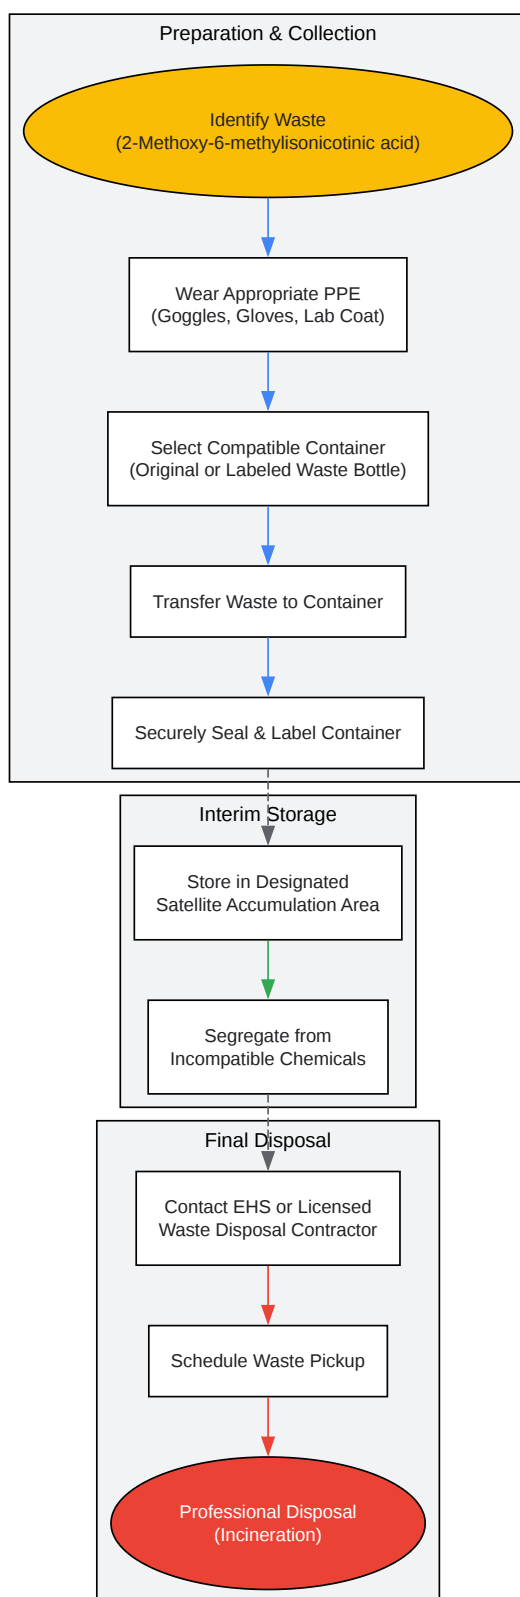 Preparation & Collection
Identify Waste
(2-Methoxy-6-methylisonicotinic acid)
Wear Appropriate PPE
(Goggles, Gloves, Lab Coat)
Select Compatible Container
(Original or Labeled Waste Bottle)
Transfer Waste to Container
Securely Seal & Label Container
Interim Storage
Store in Designated
Satellite Accumulation Area
Segregate from
Incompatible Chemicals
Final Disposal
Contact EHS or Licensed
Waste Disposal Contractor
Schedule Waste Pickup
Professional Disposal
(Incineration)